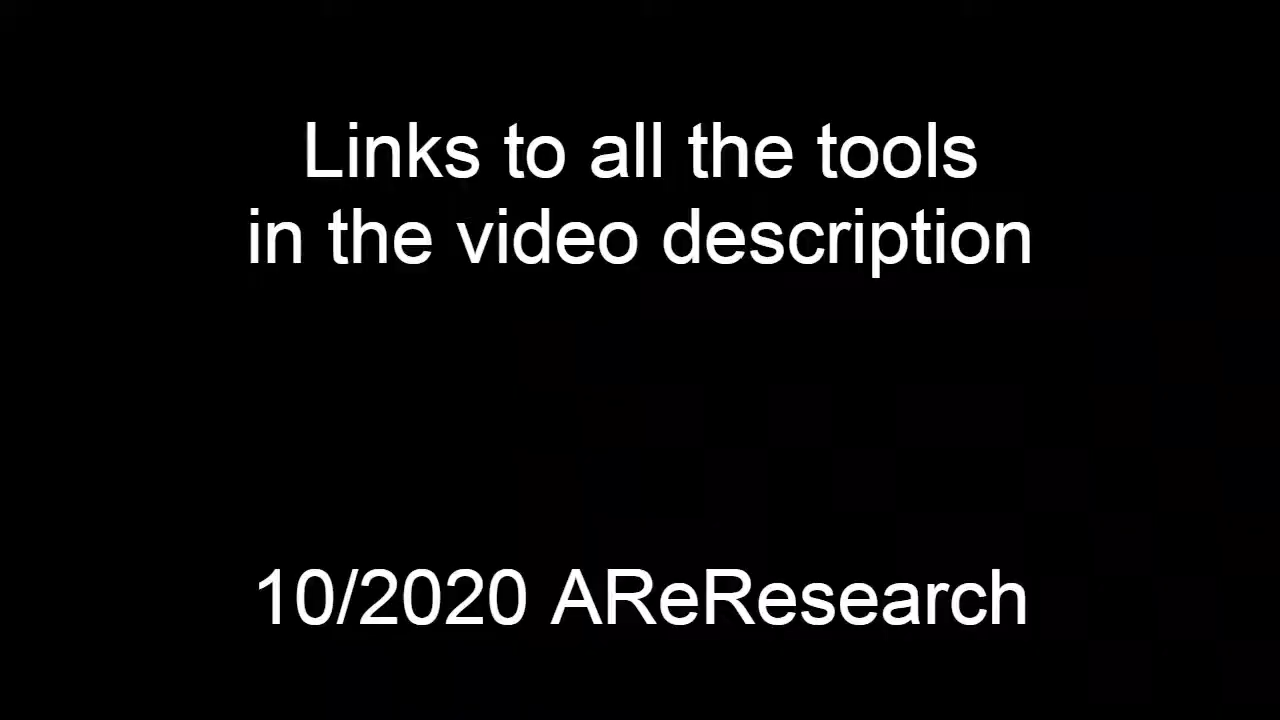 Links to all the tools
in the video description
10/2020 AReResearch